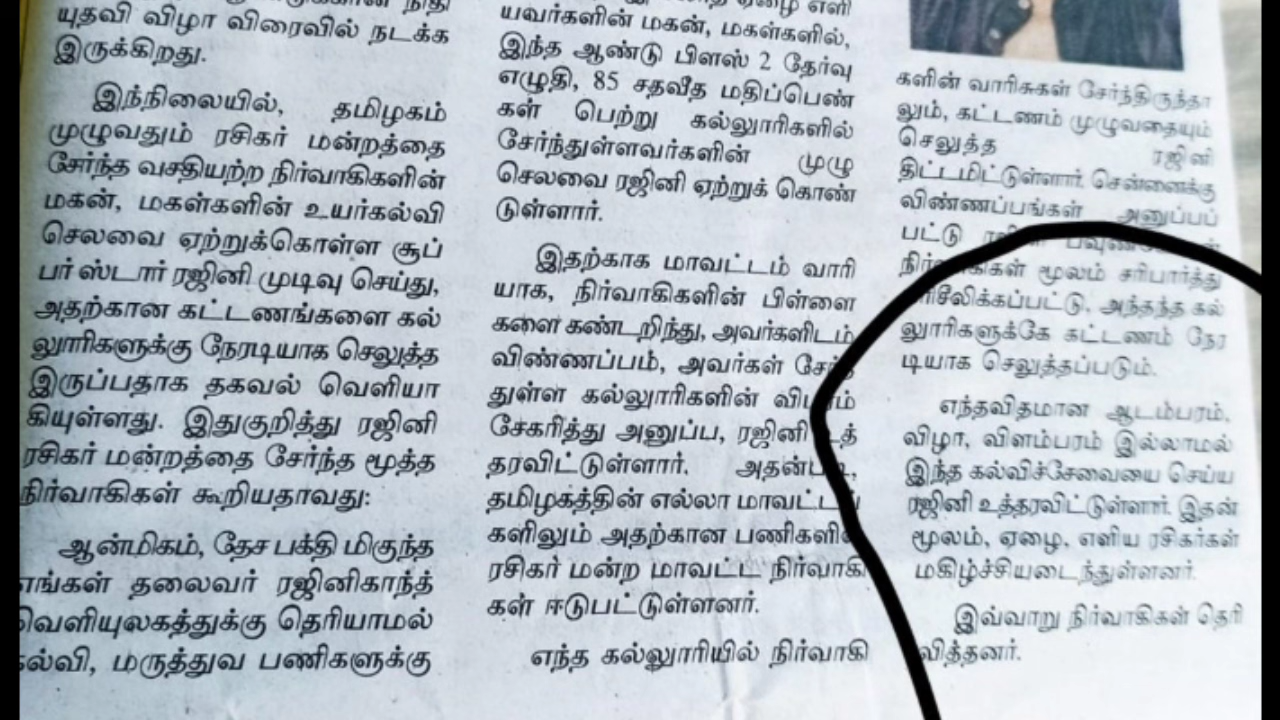 யுதவி விழா விரைவில் நடக்க
இருக்கிறது.
இந்நிலையில், தமிழகம்
முழுவதும் ரசிகர் மன்றத்தை
சேர்ந்த வசதியற்ற நிர்வாகிகளின்
மகன், மகள்களின் உயர்கல்வி
செலவை ஏற்றுக்கொள்ள சூப்
பர் ஸ்டார் ரஜினி முடிவு செய்து,
அதற்கான கட்டணங்களை கல்
லூரிகளுக்கு நேரடியாக செலுத்த
இருப்பதாக தகவல் வெளியா
கியுள்ளது. இதுகுறித்து ரஜினி
ரசிகர் மன்றத்தை சேர்ந்த மூத்த
நிர்வாகிகள் கூறியதாவது:
ஆன்மிகம், தேச பக்தி மிகுந்த
எங்கள் தலைவர் ரஜினிகாந்த்
வெளியுலகத்துக்கு தெரியாமல்
கல்வி, மருத்துவ பணிகளுக்கு
யவர்களின் மகன், மகள்களில்,
இந்த ஆண்டு பிளஸ் 2 தேர்வு
எழுதி, 85 சதவீத மதிப்பெண்
கள் பெற்று கல்லூரிகளில்
சேர்ந்துள்ளவர்களின் முழு
செலவை ரஜினி ஏற்றுக் கொண்
டுள்ளார்.
இதற்காக மாவட்டம் வாரி
யாக, நிர்வாகிகளின் பிள்ளை
களை கண்டறிந்து, அவர்களிடம்
விண்ணப்பம், அவர்கள் சேர்ந்
துள்ள கல்லூரிகளின் விபரம்
சேகரித்து அனுப்ப, ரஜினி உத்
தரவிட்டுள்ளார். அதன்படி,
தமிழகத்தின் எல்லா மாவட்டங்
களிலும் அதற்கான பணிகளில்
ரசிகர் மன்ற மாவட்ட நிர்வாகி
கள் ஈடுபட்டுள்ளனர்.
எந்த கல்லூரியில் நிர்வாகி
களின் வாரிசுகள் சேர்ந்திருந்தா
லும், கட்டணம் முழுவதையும்
செலுத்த ரஜினி
திட்டமிட்டுள்ளார். சென்னைக்கு
விண்ணப்பங்கள் அனுப்பப்
பட்டு ரஜினி பவுண்டேசன்
நிர்வாகிகள் மூலம் சரிபார்த்து
பரிசீலிக்கப்பட்டு, அந்தந்த கல்
லூரிகளுக்கே கட்டணம் நேர
டியாக செலுத்தப்படும்.
எந்தவிதமான ஆடம்பரம்,
விழா, விளம்பரம் இல்லாமல்
இந்த கல்விச்சேவையை செய்ய
ரஜினி உத்தரவிட்டுள்ளார். இதன்
மூலம், ஏழை, எளிய ரசிகர்கள்
மகிழ்ச்சியடைந்துள்ளனர்.
இவ்வாறு நிர்வாகிகள் தெரி
வித்தனர்.